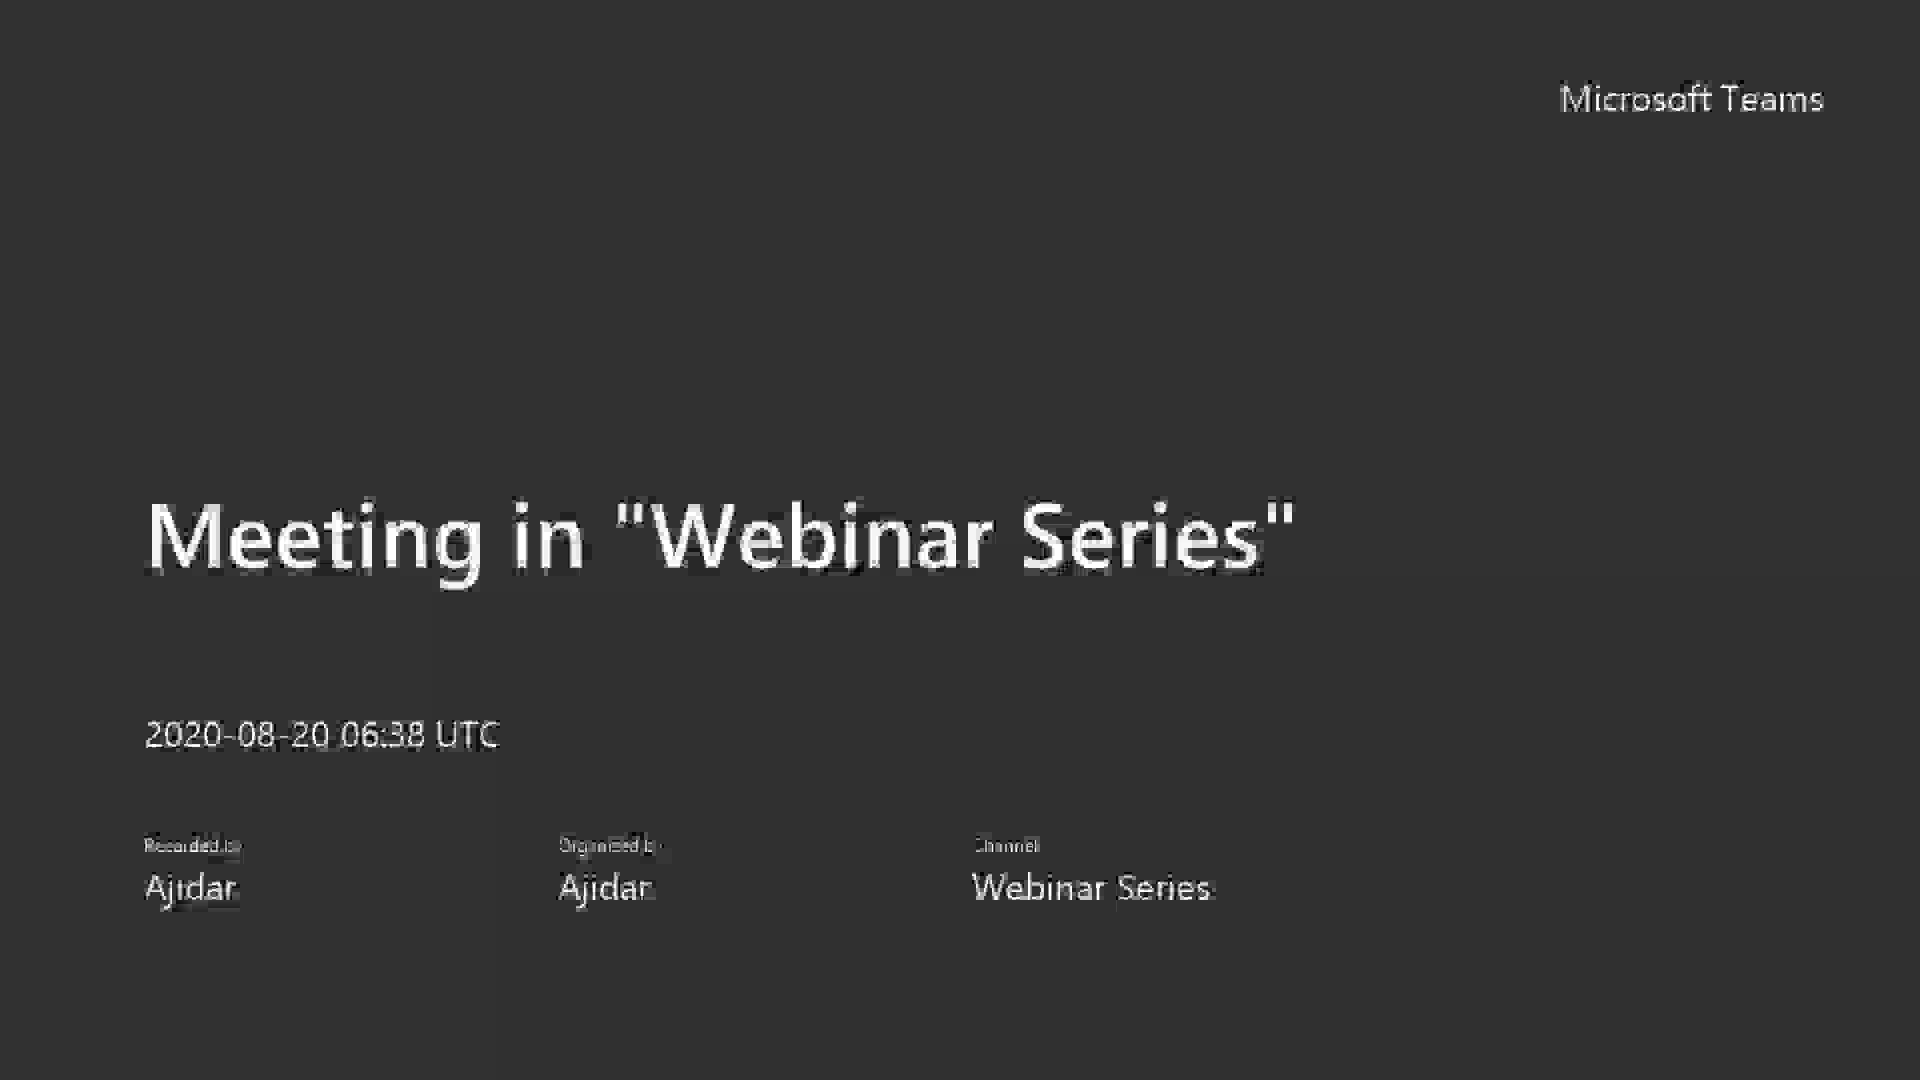 Microsoft Teams
Meeting in "Webinar Series"
2020-08-20 06:38 UTC
Recorded by
Organized by
Channel
Ajidar
Ajidar
Webinar Series